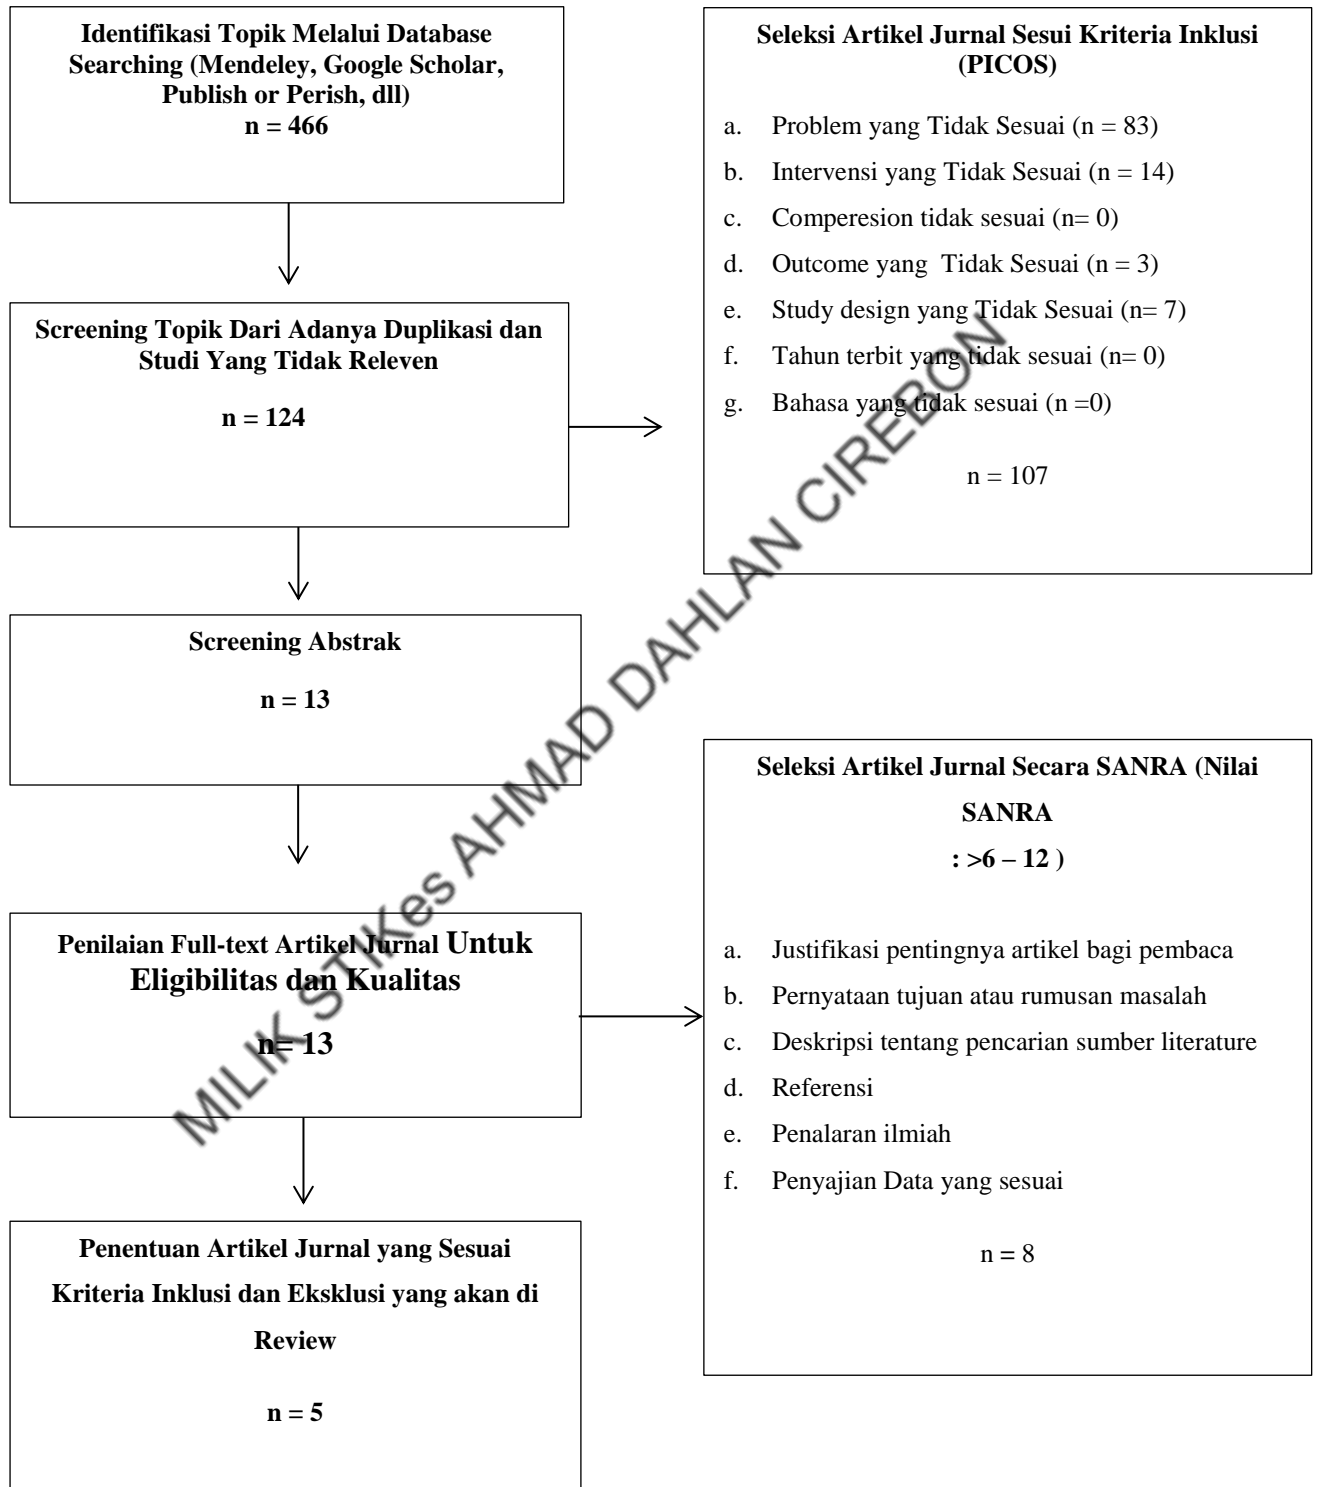 Identifikasi Topik Melalui Database
Searching (Mendeley, Google Scholar,
Publish or Perish, dll)
n = 466
Seleksi Artikel Jurnal Sesui Kriteria Inklusi
(PICOS)
a. Problem yang Tidak Sesuai (n = 83)
b. Intervensi yang Tidak Sesuai (n = 14)
c. Comperesion tidak sesuai (n= 0)
d. Outcome yang Tidak Sesuai (n = 3)
e. Study design yang Tidak Sesuai (n= 7)
f. Tahun terbit yang tidak sesuai (n= 0)
g. Bahasa yang tidak sesuai (n =0)
n = 107
Screening Topik Dari Adanya Duplikasi dan
Studi Yang Tidak Releven
n = 124
Screening Abstrak
n = 13
Penilaian Full-text Artikel Jurnal Untuk
Eligibilitas dan Kualitas
n= 13
Seleksi Artikel Jurnal Secara SANRA (Nilai
SANRA
: >6 – 12 )
a. Justifikasi pentingnya artikel bagi pembaca
b. Pernyataan tujuan atau rumusan masalah
c. Deskripsi tentang pencarian sumber literature
d. Referensi
e. Penalaran ilmiah
f. Penyajian Data yang sesuai
n = 8
Penentuan Artikel Jurnal yang Sesuai
Kriteria Inklusi dan Eksklusi yang akan di
Review
n = 5
MILIK STIKes AHMAD DAHLAN CIREBON